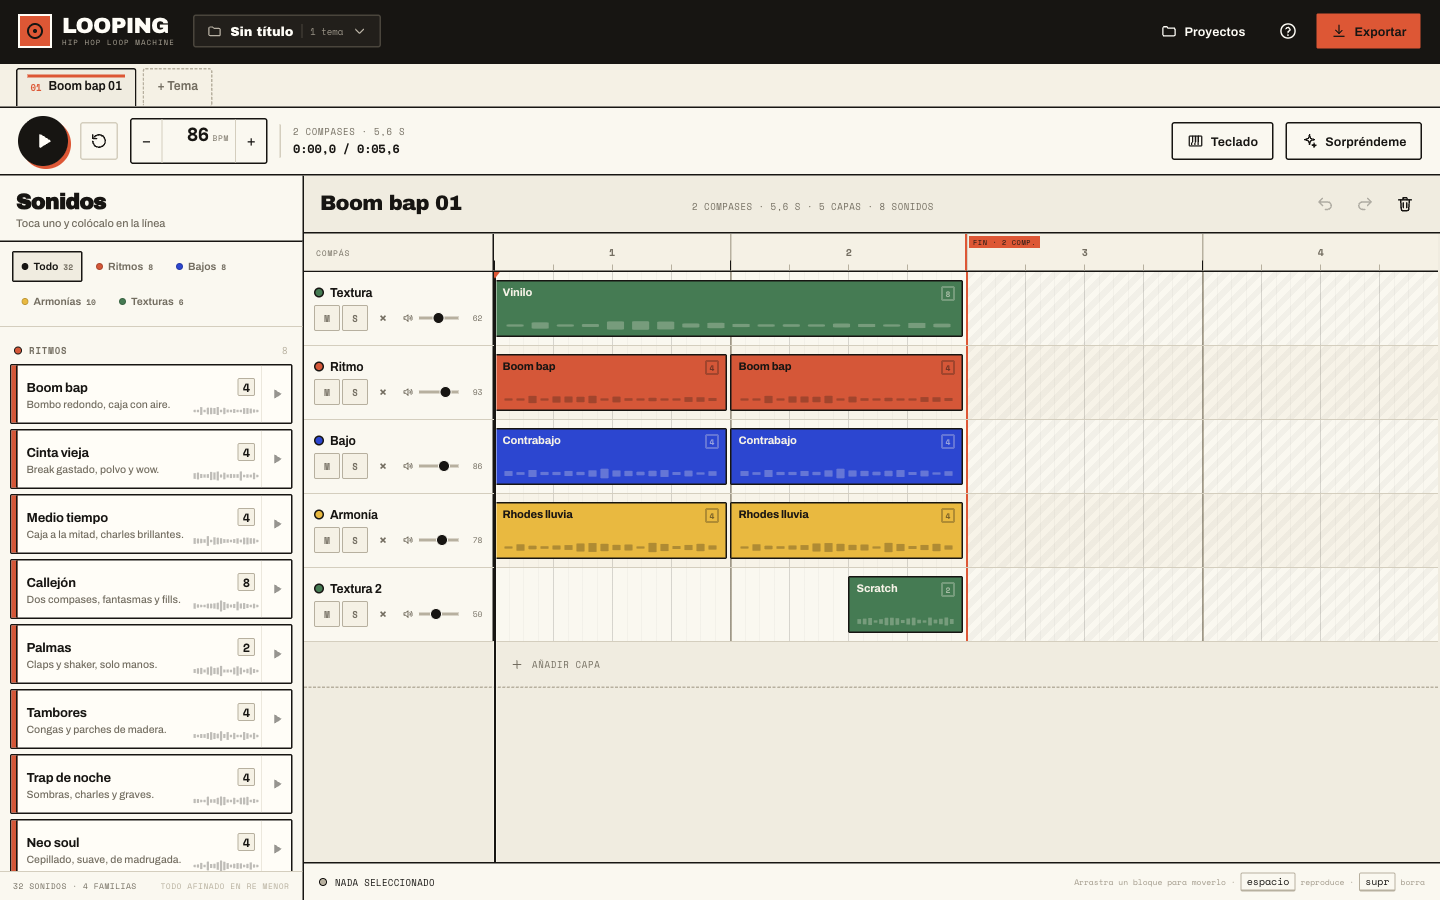 LOOPING
HIP HOP LOOP MACHINE
Sin título 1 tema
Proyectos
Exportar
01 Boom bap 01
+ Tema
− 86 BPM +
2 COMPASES · 5,6 S
0:00,0 / 0:05,6
Teclado
Sorpréndeme
Sonidos
Toca uno y colócalo en la línea
Todo 32
Ritmos 8
Bajos 8
Armonías 10
Texturas 6
RITMOS 8
Boom bap 4
Bombo redondo, caja con aire.
Cinta vieja 4
Break gastado, polvo y wow.
Medio tiempo 4
Caja a la mitad, charles brillantes.
Callejón 8
Dos compases, fantasmas y fills.
Palmas 2
Claps y shaker, solo manos.
Tambores 4
Congas y parches de madera.
Trap de noche 4
Sombras, charles y graves.
Neo soul 4
Cepillado, suave, de madrugada.
32 SONIDOS · 4 FAMILIAS
TODO AFINADO EN RE MENOR
Boom bap 01
2 COMPASES · 5,6 S · 5 CAPAS · 8 SONIDOS
COMPÁS
1
2
FIN · 2 COMP.
3
4
Textura
M S × 62
Vinilo 8
Ritmo
M S × 93
Boom bap 4
Boom bap 4
Bajo
M S × 86
Contrabajo 4
Contrabajo 4
Armonía
M S × 78
Rhodes lluvia 4
Rhodes lluvia 4
Textura 2
M S × 50
Scratch 2
+ AÑADIR CAPA
NADA SELECCIONADO
Arrastra un bloque para moverlo · espacio reproduce · supr borra